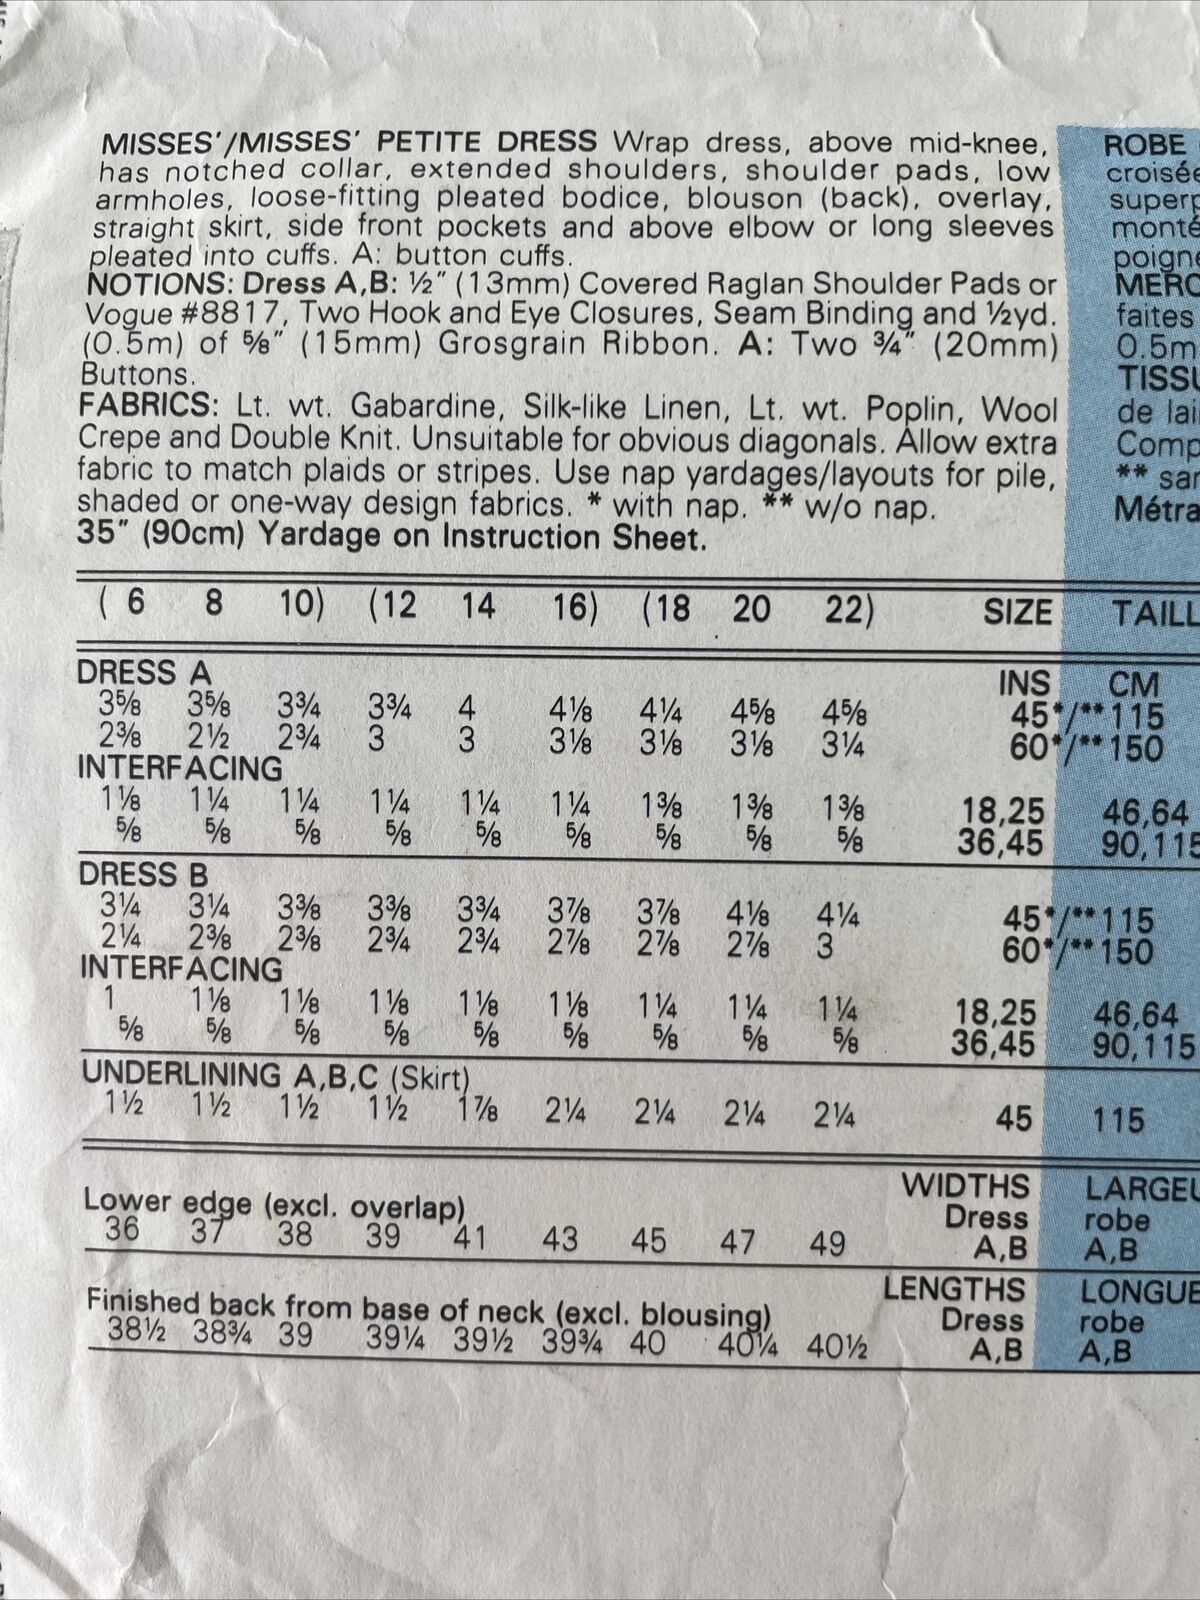 MISSES'/MISSES' PETITE DRESS Wrap dress, above mid-knee,
has notched collar, extended shoulders, shoulder pads, low
armholes, loose-fitting pleated bodice, blouson (back), overlay,
straight skirt, side front pockets and above elbow or long sleeves
pleated into cuffs. A: button cuffs.
NOTIONS: Dress A,B: ½" (13mm) Covered Raglan Shoulder Pads or
Vogue #8817, Two Hook and Eye Closures, Seam Binding and ½yd.
(0.5m) of ⅝" (15mm) Grosgrain Ribbon. A: Two ¾" (20mm)
Buttons.
FABRICS: Lt. wt. Gabardine, Silk-like Linen, Lt. wt. Poplin, Wool
Crepe and Double Knit. Unsuitable for obvious diagonals. Allow extra
fabric to match plaids or stripes. Use nap yardages/layouts for pile,
shaded or one-way design fabrics. * with nap. ** w/o nap.
35" (90cm) Yardage on Instruction Sheet.
ROBE
croisée
superp
monté
poigne
MERC
faites
0.5m
TISSU
de lai
Comp
** san
Métra
( 6 8 10) (12 14 16) (18 20 22) SIZE TAILL
DRESS A INS CM
3⅝ 3⅝ 3¾ 3¾ 4 4⅛ 4¼ 4⅝ 4⅝ 45*/**115
2⅜ 2½ 2¾ 3 3 3⅛ 3⅛ 3⅛ 3¼ 60*/**150
INTERFACING
1⅛ 1¼ 1¼ 1¼ 1¼ 1¼ 1⅜ 1⅜ 1⅜ 18,25 46,64
⅝ ⅝ ⅝ ⅝ ⅝ ⅝ ⅝ ⅝ ⅝ 36,45 90,115
DRESS B
3¼ 3¼ 3⅜ 3⅜ 3¾ 3⅞ 3⅞ 4⅛ 4¼ 45*/**115
2¼ 2⅜ 2⅜ 2¾ 2¾ 2⅞ 2⅞ 2⅞ 3 60*/**150
INTERFACING
1 1⅛ 1⅛ 1⅛ 1⅛ 1⅛ 1¼ 1¼ 1¼ 18,25 46,64
⅝ ⅝ ⅝ ⅝ ⅝ ⅝ ⅝ ⅝ ⅝ 36,45 90,115
UNDERLINING A,B,C (Skirt)
1½ 1½ 1½ 1½ 1⅞ 2¼ 2¼ 2¼ 2¼ 45 115
WIDTHS LARGEU
Lower edge (excl. overlap) Dress robe
36 37 38 39 41 43 45 47 49 A,B A,B
LENGTHS LONGUE
Finished back from base of neck (excl. blousing) Dress robe
38½ 38¾ 39 39¼ 39½ 39¾ 40 40¼ 40½ A,B A,B